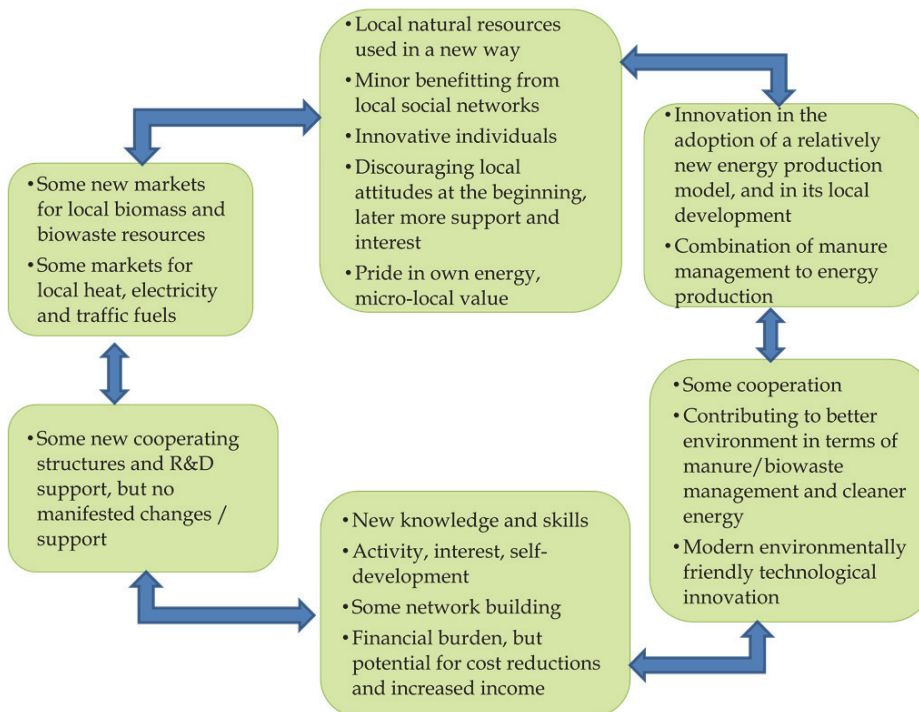 • Local natural resources
used in a new way
• Minor benefitting from
local social networks
• Innovative individuals
• Discouraging local
attitudes at the beginning,
later more support and
interest
• Pride in own energy,
micro-local value
• Innovation in the
adoption of a relatively
new energy production
model, and in its local
development
• Combination of manure
management to energy
production
• Some new markets
for local biomass and
biowaste resources
• Some markets for
local heat, electricity
and traffic fuels
• Some cooperation
• Contributing to better
environment in terms of
manure/biowaste
management and cleaner
energy
• Modern environmentally
friendly technological
innovation
• Some new cooperating
structures and R&D
support, but no
manifested changes /
support
• New knowledge and skills
• Activity, interest, self-
development
• Some network building
• Financial burden, but
potential for cost reductions
and increased income